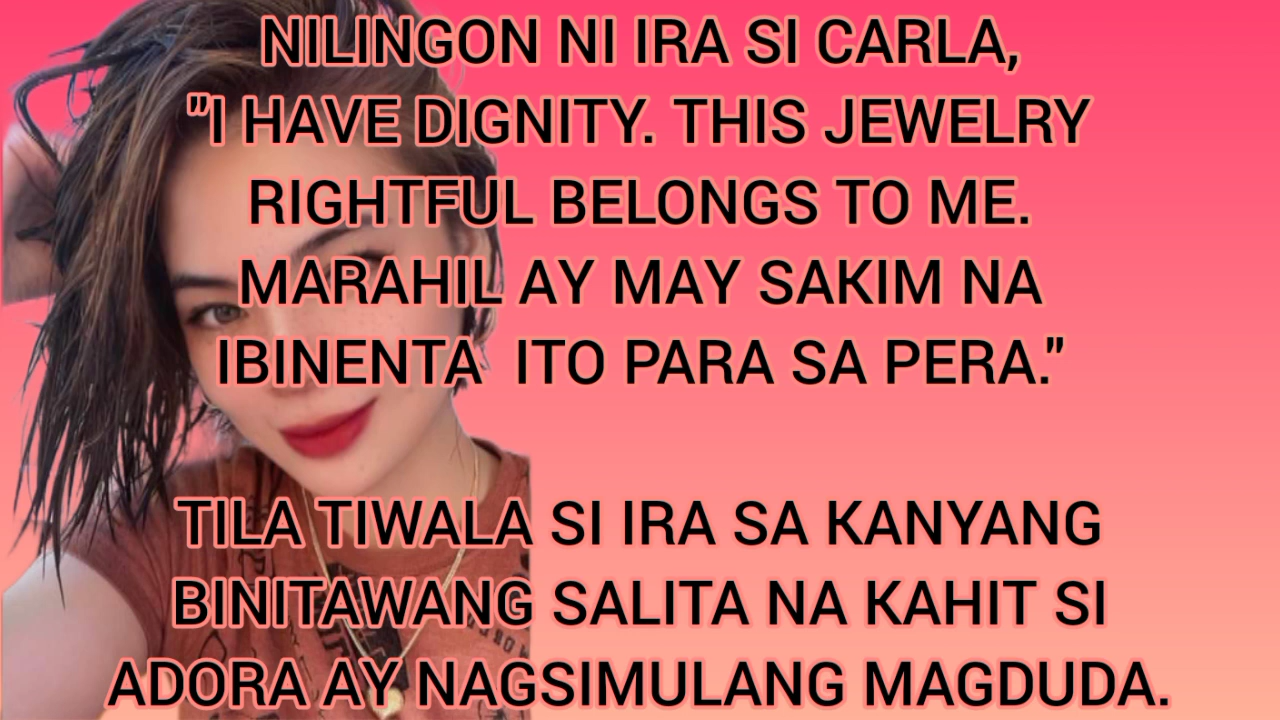 NILINGON NI IRA SI CARLA,
"I HAVE DIGNITY. THIS JEWELRY
RIGHTFUL BELONGS TO ME.
MARAHIL AY MAY SAKIM NA
IBINENTA  ITO PARA SA PERA."
TILA TIWALA SI IRA SA KANYANG
BINITAWANG SALITA NA KAHIT SI
ADORA AY NAGSIMULANG MAGDUDA.